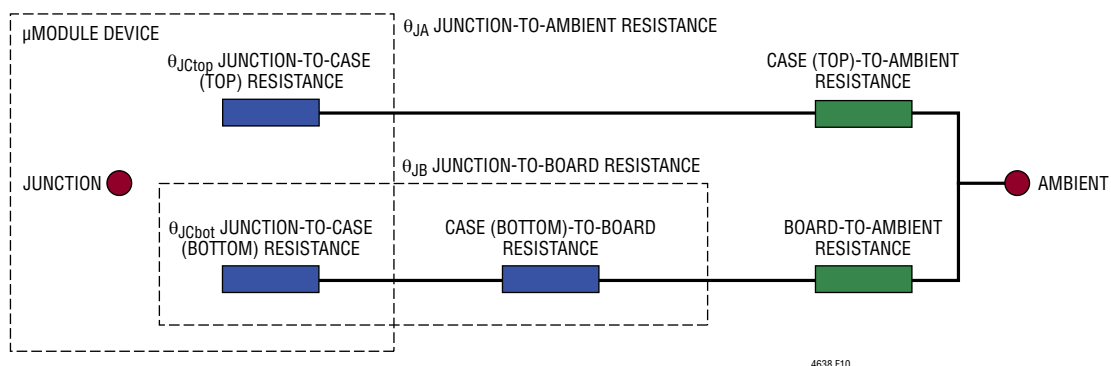 µMODULE DEVICE
θJA JUNCTION-TO-AMBIENT RESISTANCE
θJCtop JUNCTION-TO-CASE
(TOP) RESISTANCE
CASE (TOP)-TO-AMBIENT
RESISTANCE
θJB JUNCTION-TO-BOARD RESISTANCE
JUNCTION
AMBIENT
θJCbot JUNCTION-TO-CASE
(BOTTOM) RESISTANCE
CASE (BOTTOM)-TO-BOARD
RESISTANCE
BOARD-TO-AMBIENT
RESISTANCE
4638 F10